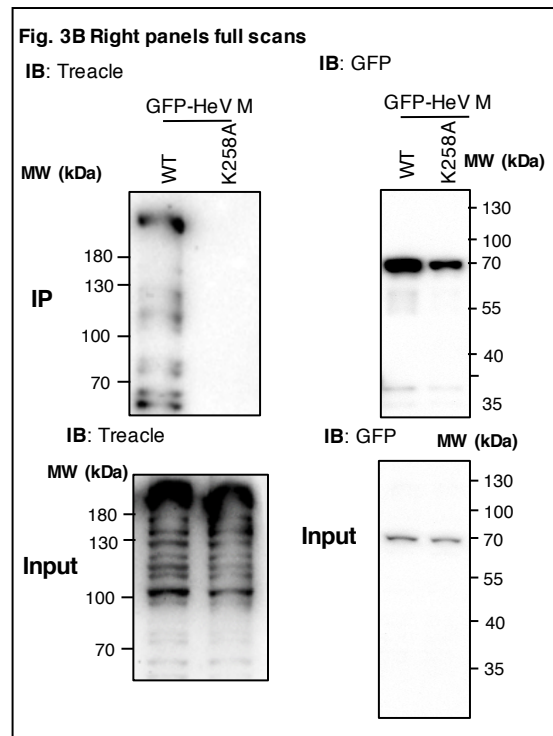 Fig. 3B Right panels full scans
IB: Treacle
GFP-HeV M
MW (kDa)
WT
K258A
IP
180
130
100
70
IB: GFP
GFP-HeV M
WT
K258A
MW (kDa)
130
100
70
55
40
35
IB: Treacle
MW (kDa)
Input
180
130
100
70
IB: GFP
MW (kDa)
Input
130
100
70
55
40
35